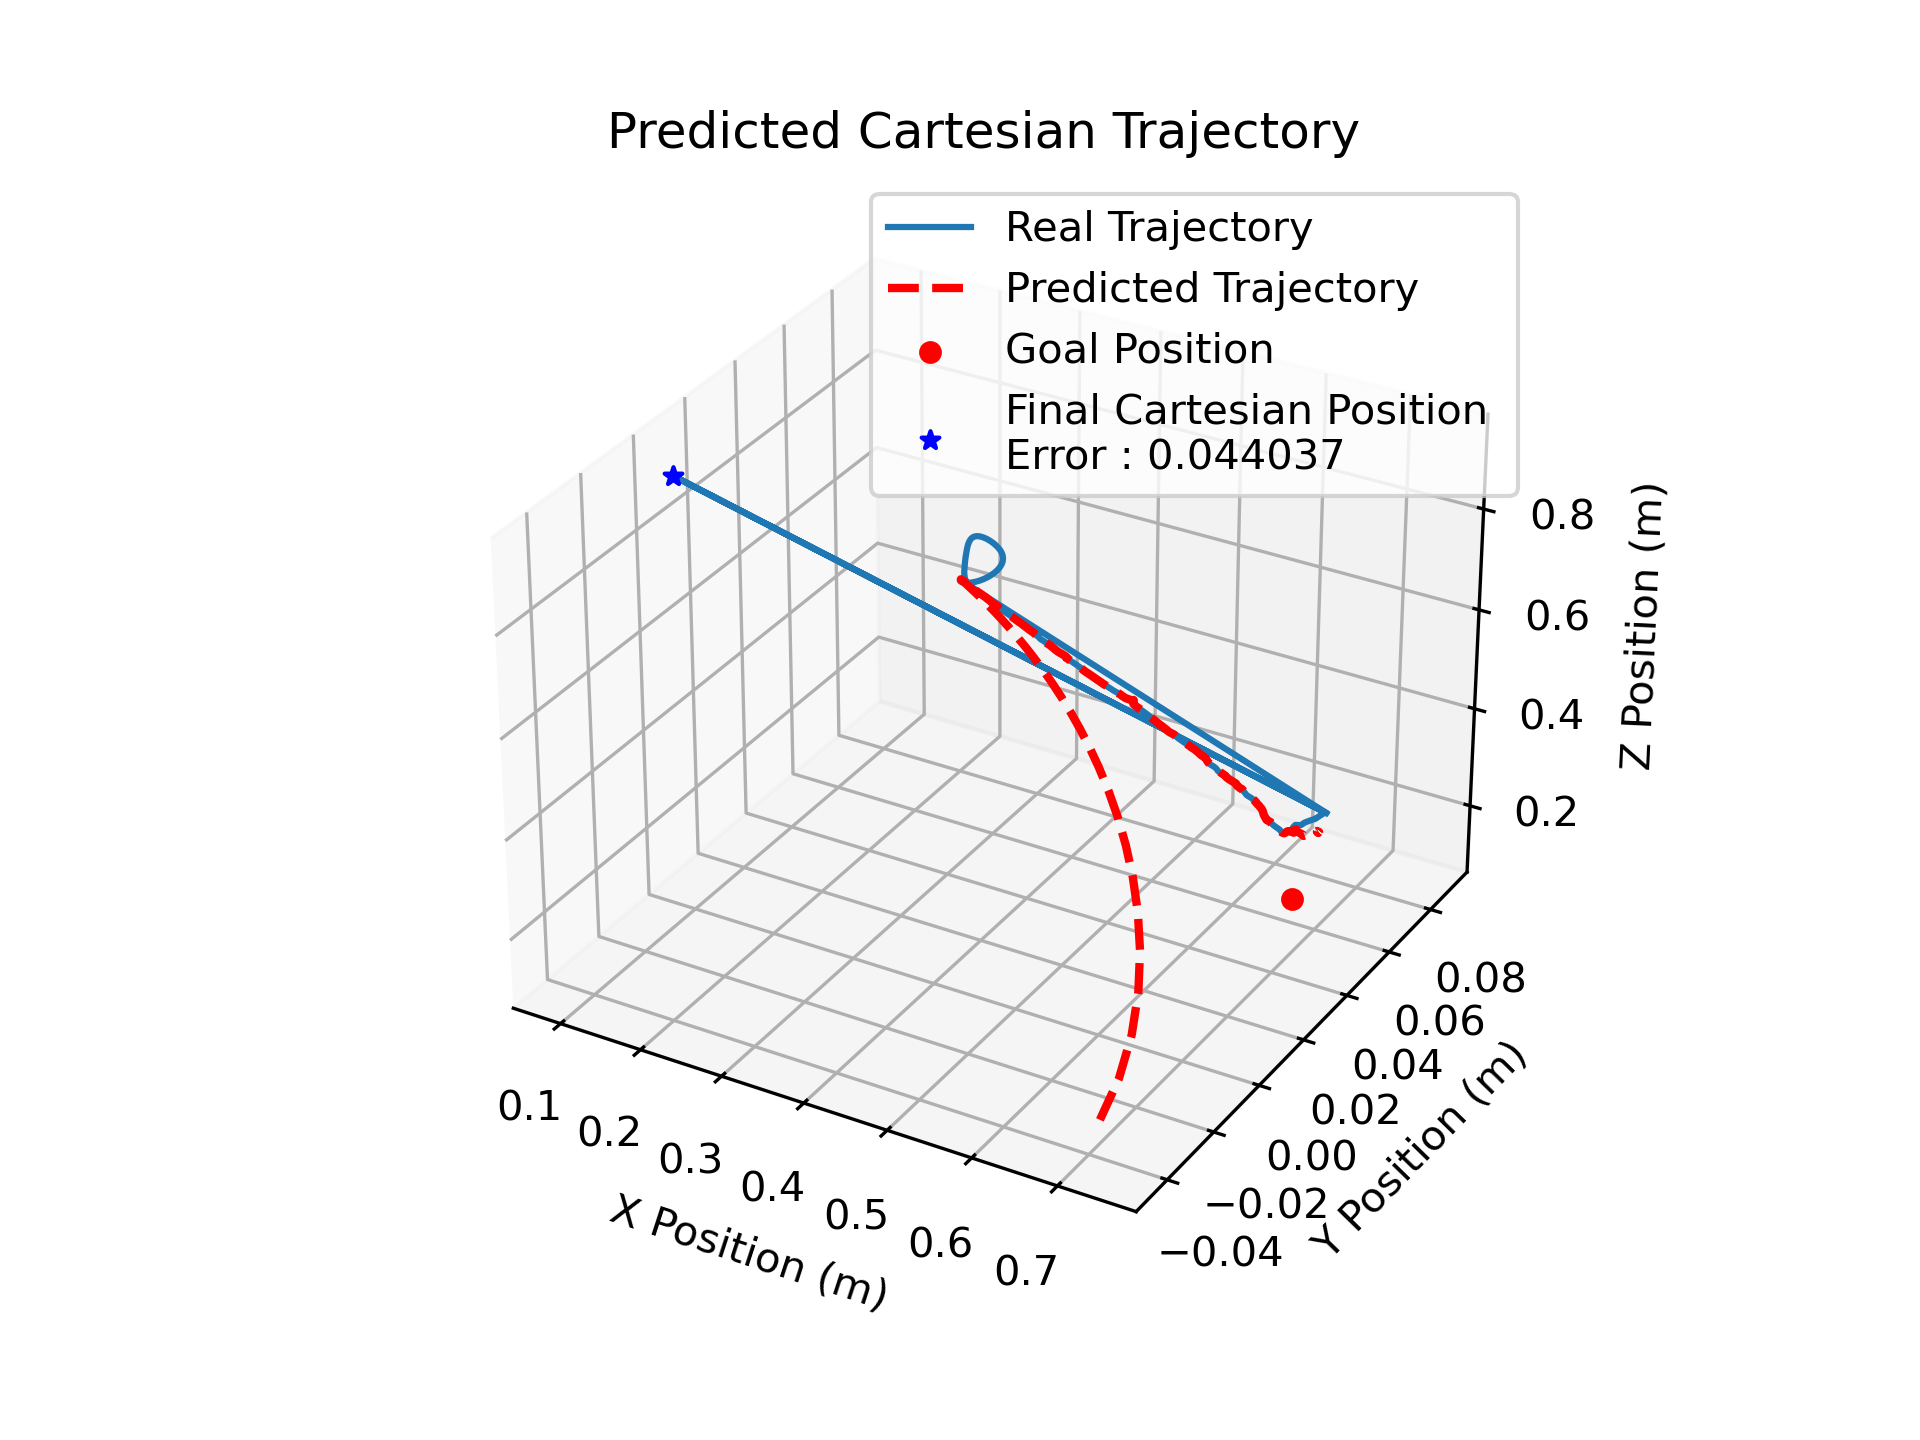 Predicted Cartesian Trajectory
Real Trajectory
Predicted Trajectory
Goal Position
Final Cartesian Position
Error : 0.044037
0.8
0.6
0.4
0.2
Z Position (m)
0.08
0.06
0.04
0.02
0.00
−0.02
−0.04
Y Position (m)
0.1
0.2
0.3
0.4
0.5
0.6
0.7
X Position (m)